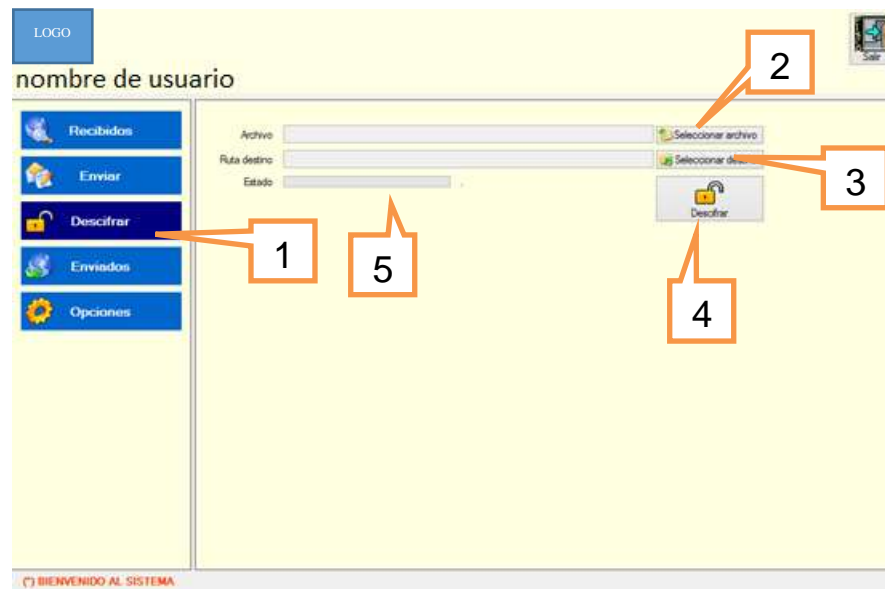 LOGO
Salir
nombre de usuario
2
Recibidos
Archivo
Seleccionar archivo
Ruta destino
Seleccionar
3
Enviar
Estado
Descifrar
Descifrar
1
5
4
Enviados
Opciones
(*) BIENVENIDO AL SISTEMA